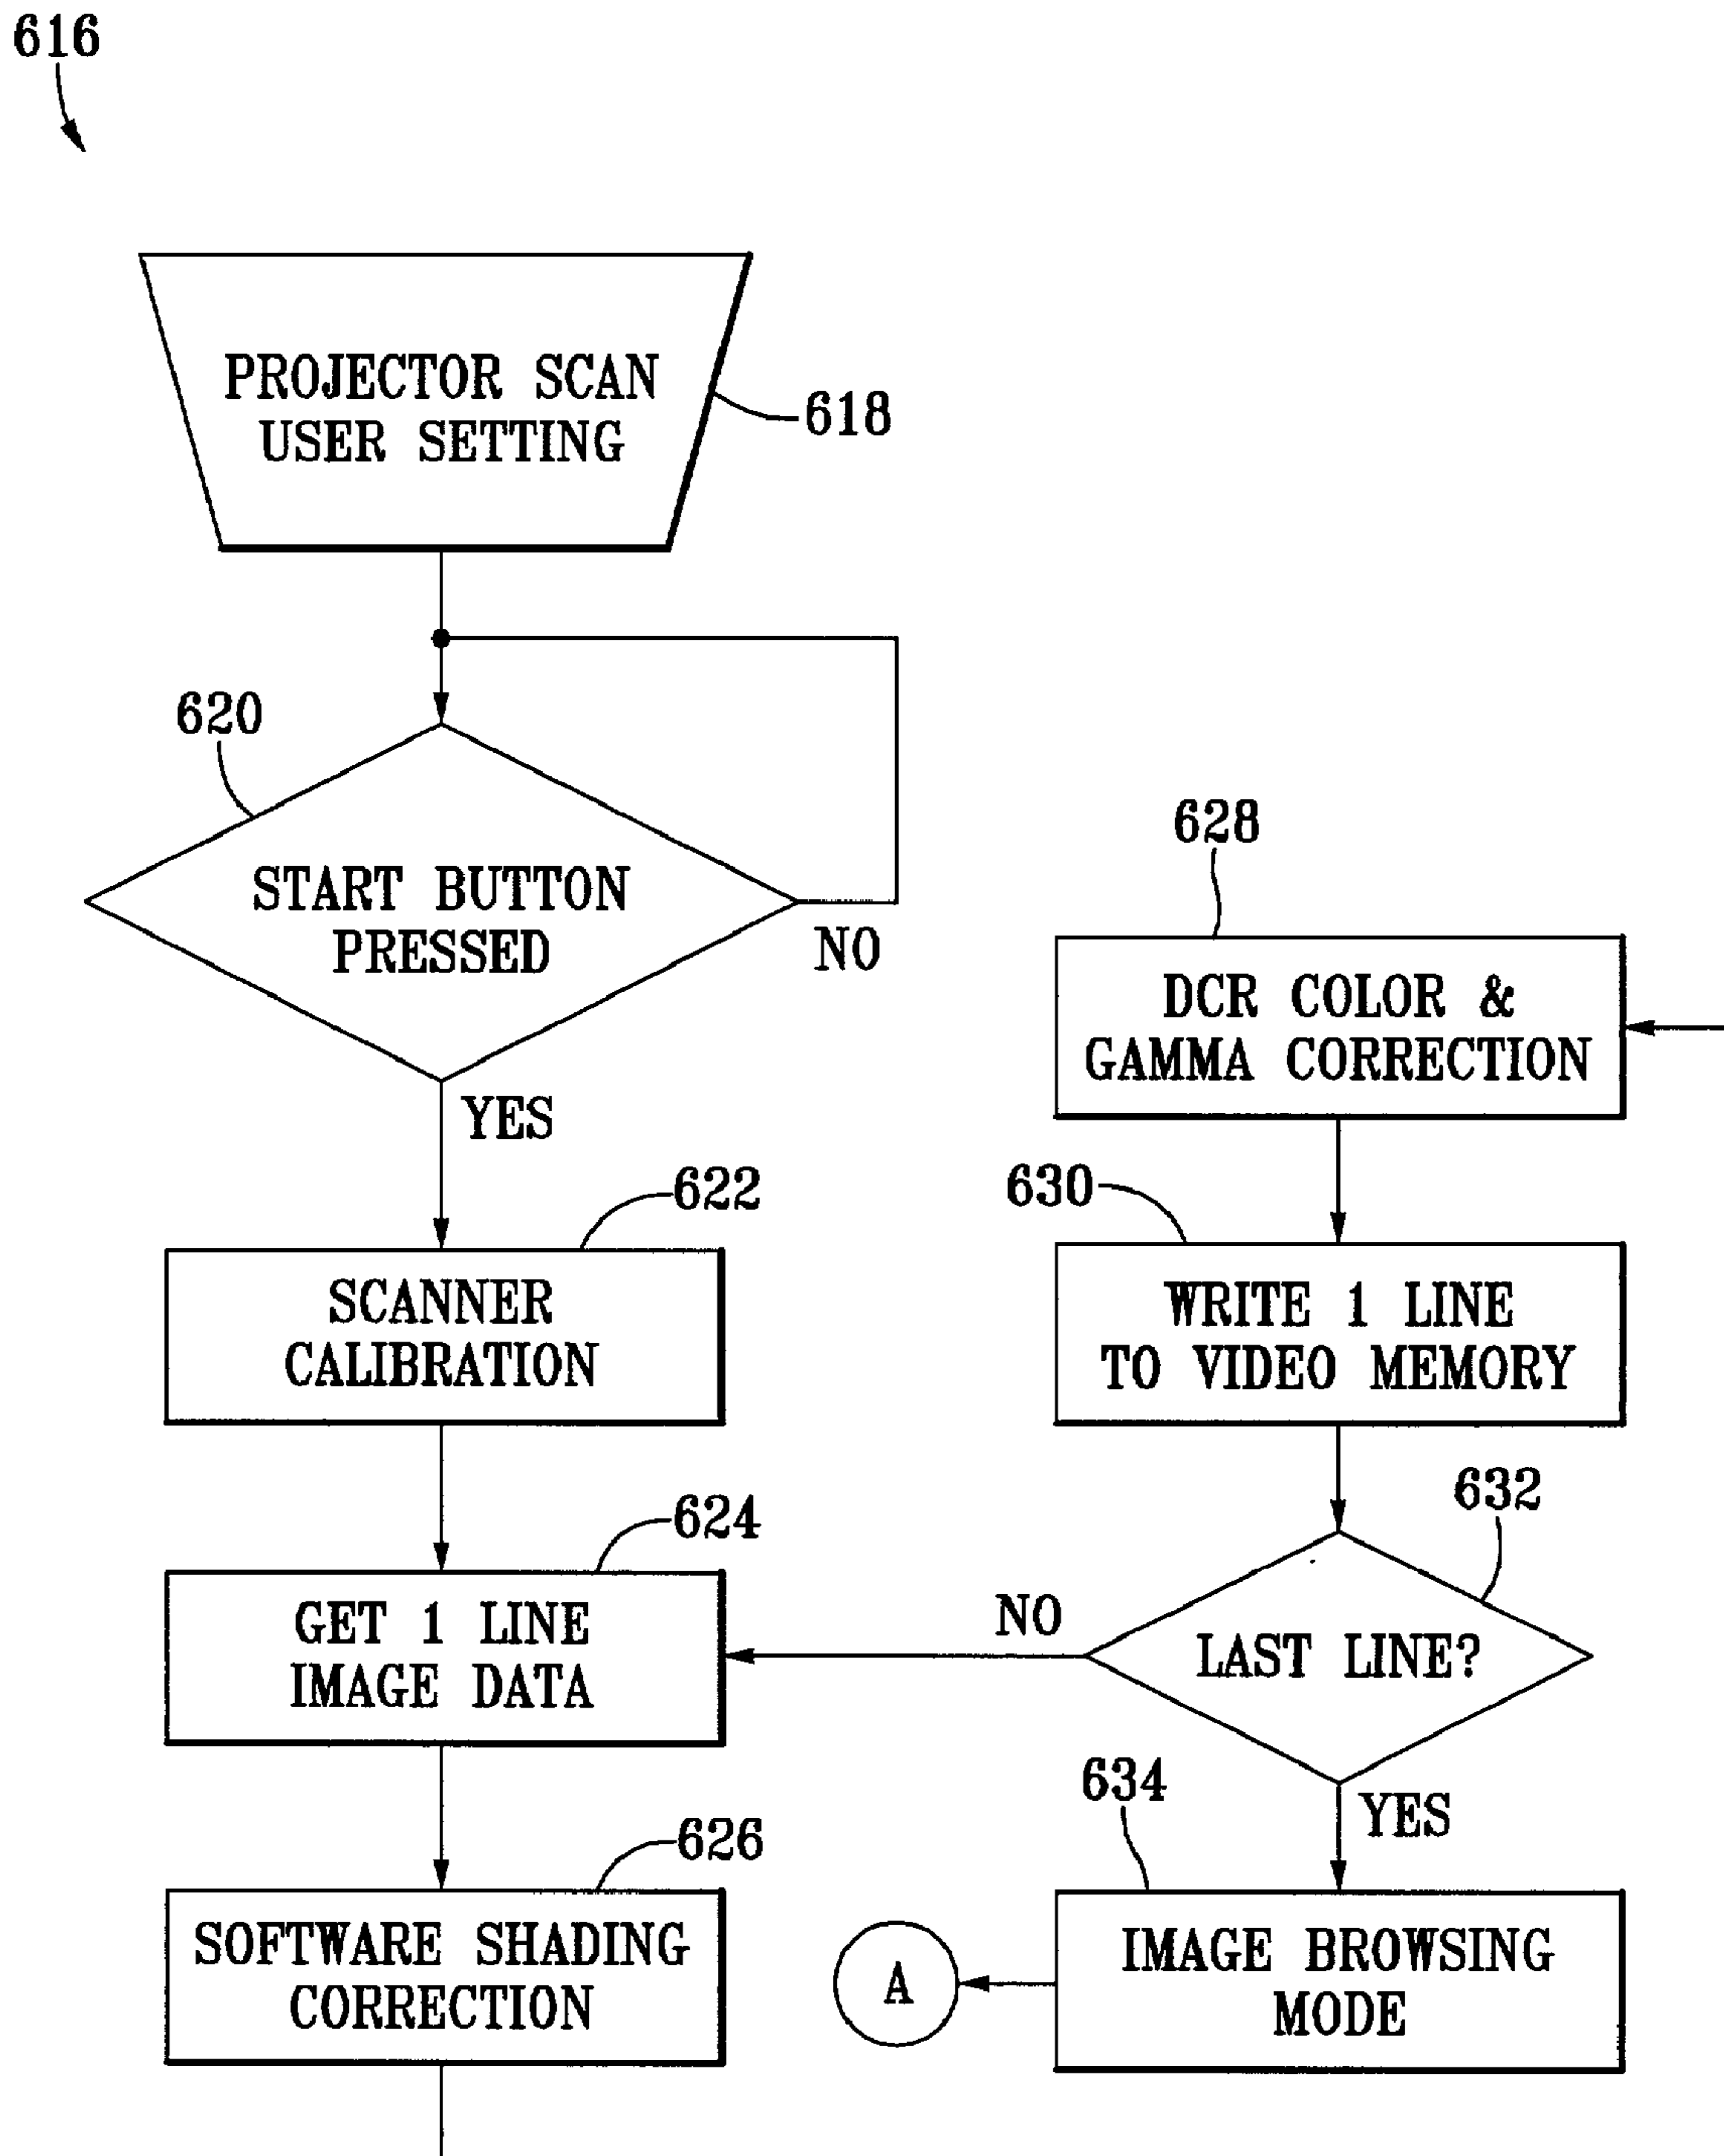 616
PROJECTOR SCAN
USER SETTING
618
620
START BUTTON
PRESSED
NO
YES
622
SCANNER
CALIBRATION
624
GET 1 LINE
IMAGE DATA
626
SOFTWARE SHADING
CORRECTION
628
DCR COLOR &
GAMMA CORRECTION
630
WRITE 1 LINE
TO VIDEO MEMORY
632
LAST LINE?
NO
YES
634
IMAGE BROWSING
MODE
A